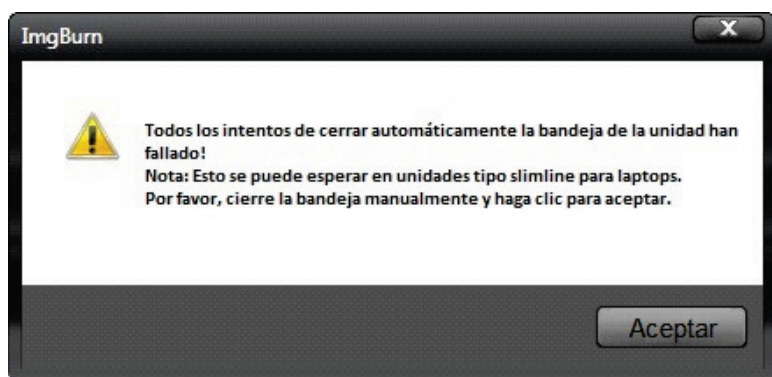 ImgBurn
X
Todos los intentos de cerrar automáticamente la bandeja de la unidad han
fallado!
Nota: Esto se puede esperar en unidades tipo slimline para laptops.
Por favor, cierre la bandeja manualmente y haga clic para aceptar.
Aceptar